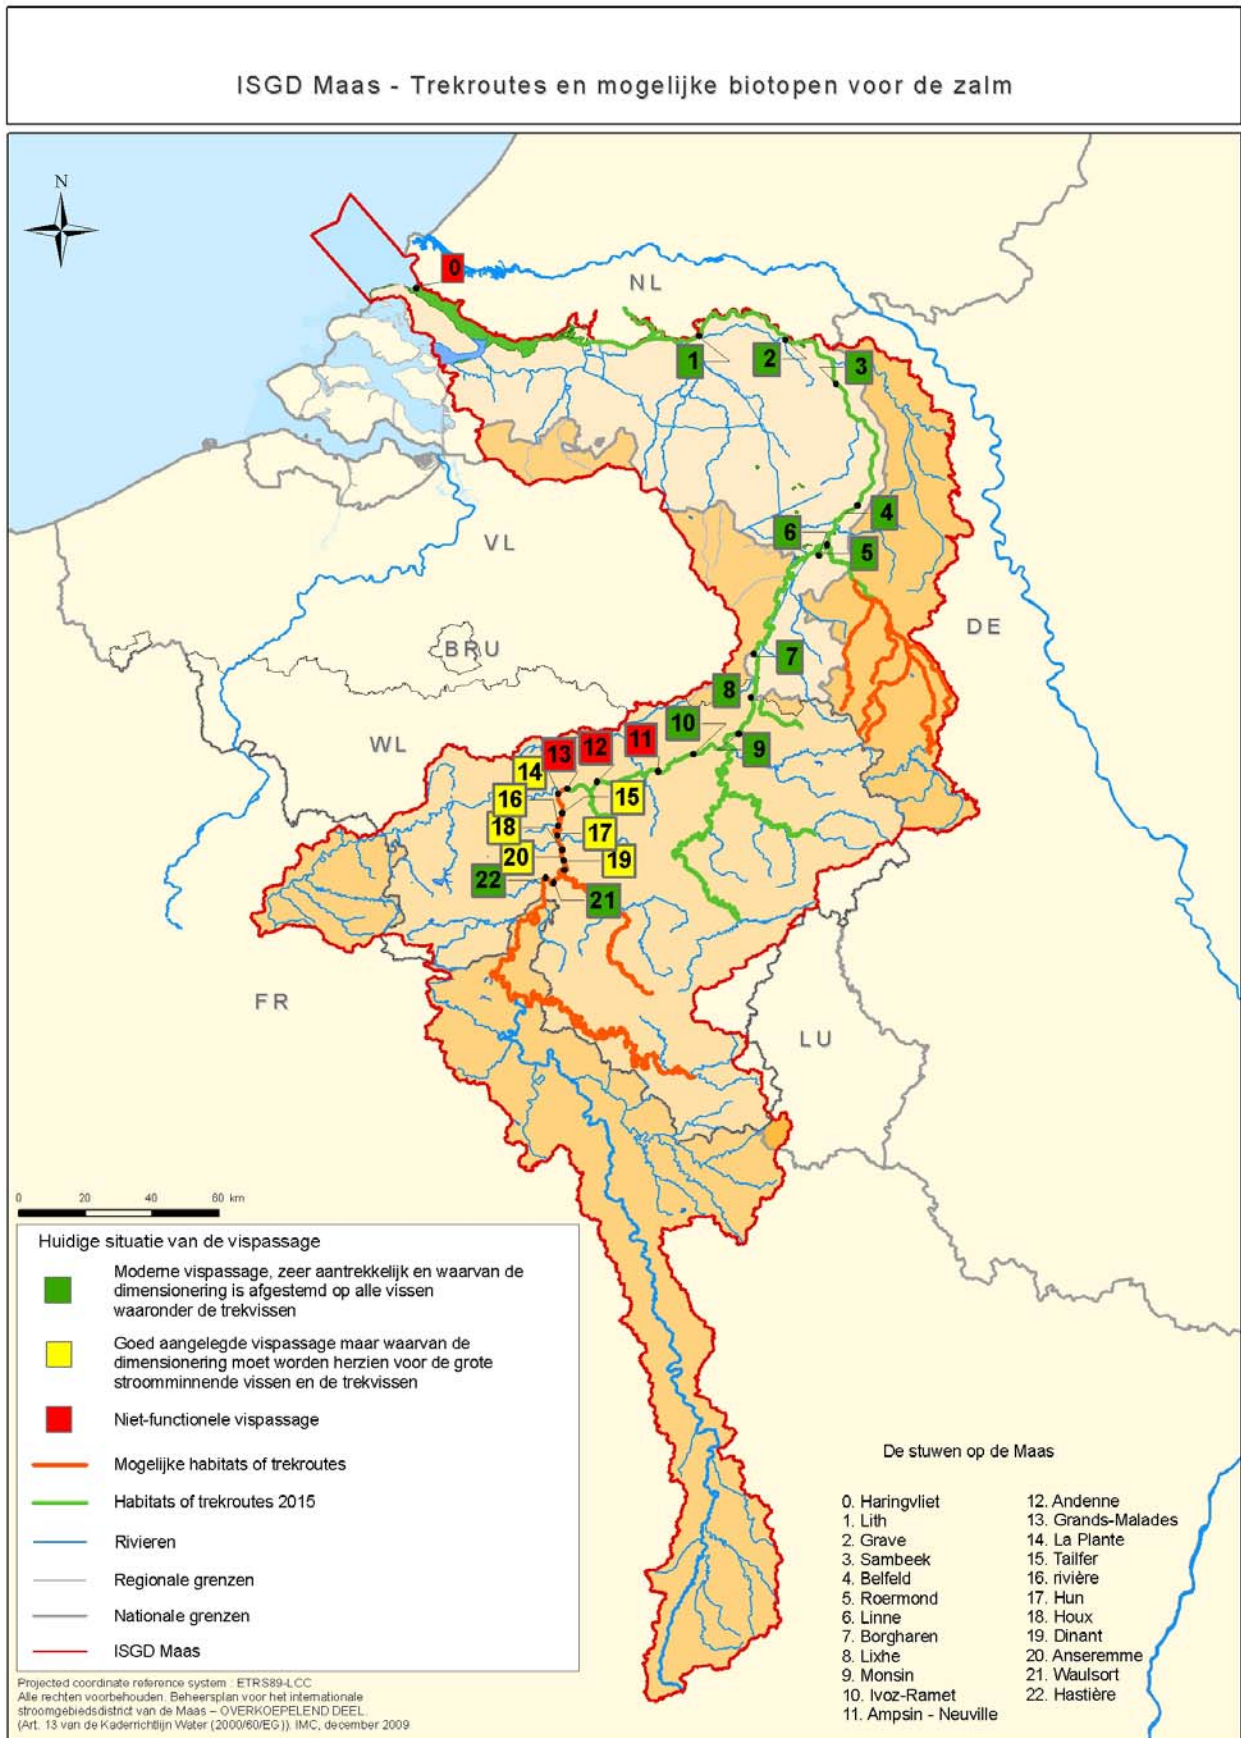 ISGD Maas - Trekroutes en mogelijke biotopen voor de zalm
N
0
NL
1
2
3
4
6
5
VL
DE
BRU
7
8
10
WL
11
12
13
9
14
15
16
18
17
20
19
22
21
FR
LU
0 20 40 60 km
Huidige situatie van de vispassage
Moderne vispassage, zeer aantrekkelijk en waarvan de
dimensionering is afgestemd op alle vissen
waaronder de trekvissen
Goed aangelegde vispassage maar waarvan de
dimensionering moet worden herzien voor de grote
stroomminnende vissen en de trekvissen
Niet-functionele vispassage
Mogelijke habitats of trekroutes
Habitats of trekroutes 2015
Rivieren
Regionale grenzen
Nationale grenzen
ISGD Maas
De stuwen op de Maas
0. Haringvliet
1. Lith
2. Grave
3. Sambeek
4. Belfeld
5. Roermond
6. Linne
7. Borgharen
8. Lixhe
9. Monsin
10. Ivoz-Ramet
11. Ampsin - Neuville
12. Andenne
13. Grands-Malades
14. La Plante
15. Tailfer
16. rivière
17. Hun
18. Houx
19. Dinant
20. Anseremme
21. Waulsort
22. Hastière
Projected coordinate reference system : ETRS89-LCC
Alle rechten voorbehouden. Beheersplan voor het internationale
stroomgebiedsdistrict van de Maas – OVERKOEPELEND DEEL.
(Art. 13 van de Kaderrichtlijn Water (2000/60/EG)). IMC, december 2009